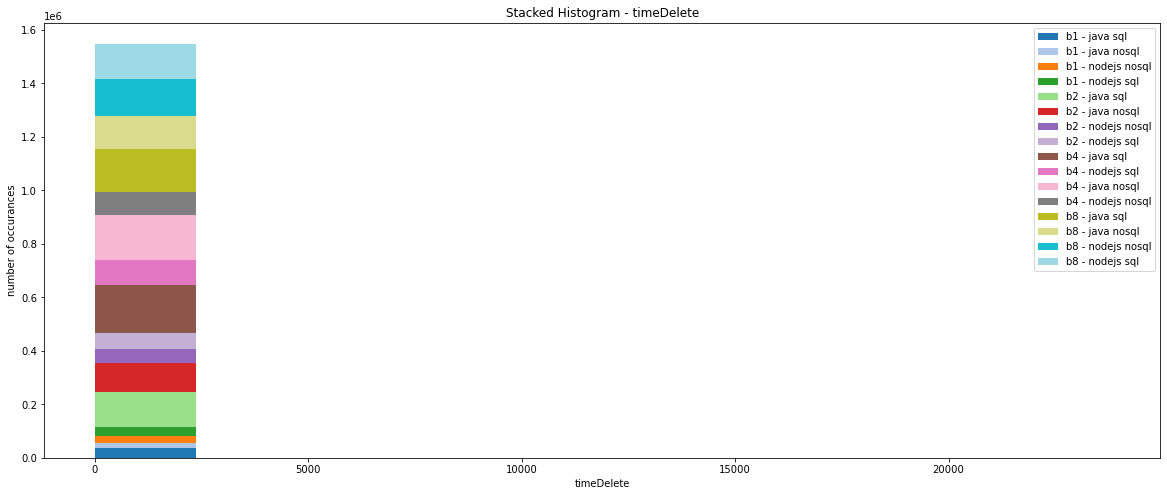 Stacked Histogram - timeDelete
1e6
1.6
1.4
1.2
1.0
0.8
0.6
0.4
0.2
0.0
number of occurances
0
5000
10000
15000
20000
timeDelete
b1 - java sql
b1 - java nosql
b1 - nodejs nosql
b1 - nodejs sql
b2 - java sql
b2 - java nosql
b2 - nodejs nosql
b2 - nodejs sql
b4 - java sql
b4 - nodejs sql
b4 - java nosql
b4 - nodejs nosql
b8 - java sql
b8 - java nosql
b8 - nodejs nosql
b8 - nodejs sql